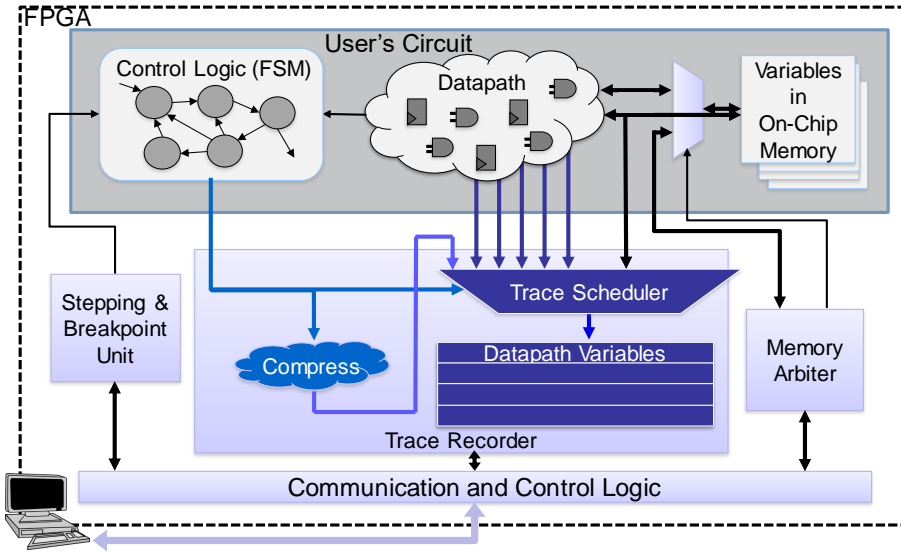 FPGA
User's Circuit
Control Logic (FSM)
Datapath
Variables
in
On-Chip
Memory
Stepping &
Breakpoint
Unit
Trace Scheduler
Datapath Variables
Compress
Memory
Arbiter
Trace Recorder
Communication and Control Logic